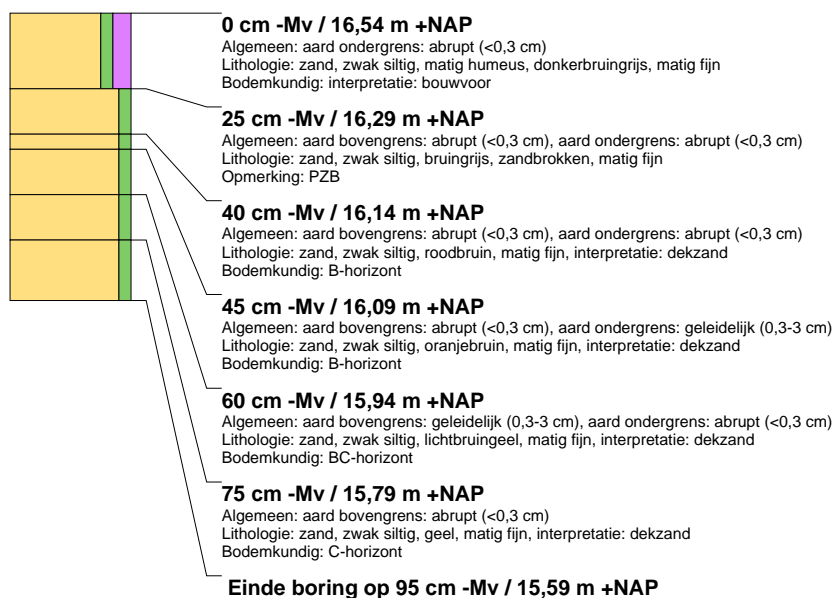 0 cm -Mv / 16,54 m +NAP
Algemeen: aard ondergrens: abrupt (<0,3 cm)
Lithologie: zand, zwak siltig, matig humeus, donkerbruingrijs, matig fijn
Bodemkundig: interpretatie: bouwvoor
25 cm -Mv / 16,29 m +NAP
Algemeen: aard bovengrens: abrupt (<0,3 cm), aard ondergrens: abrupt (<0,3 cm)
Lithologie: zand, zwak siltig, bruingrijs, zandbrokken, matig fijn
Opmerking: PZB
40 cm -Mv / 16,14 m +NAP
Algemeen: aard bovengrens: abrupt (<0,3 cm), aard ondergrens: abrupt (<0,3 cm)
Lithologie: zand, zwak siltig, roodbruin, matig fijn, interpretatie: dekzand
Bodemkundig: B-horizont
45 cm -Mv / 16,09 m +NAP
Algemeen: aard bovengrens: abrupt (<0,3 cm), aard ondergrens: geleidelijk (0,3-3 cm)
Lithologie: zand, zwak siltig, oranjebruin, matig fijn, interpretatie: dekzand
Bodemkundig: B-horizont
60 cm -Mv / 15,94 m +NAP
Algemeen: aard bovengrens: geleidelijk (0,3-3 cm), aard ondergrens: abrupt (<0,3 cm)
Lithologie: zand, zwak siltig, lichtbruingeel, matig fijn, interpretatie: dekzand
Bodemkundig: BC-horizont
75 cm -Mv / 15,79 m +NAP
Algemeen: aard bovengrens: abrupt (<0,3 cm)
Lithologie: zand, zwak siltig, geel, matig fijn, interpretatie: dekzand
Bodemkundig: C-horizont
Einde boring op 95 cm -Mv / 15,59 m +NAP